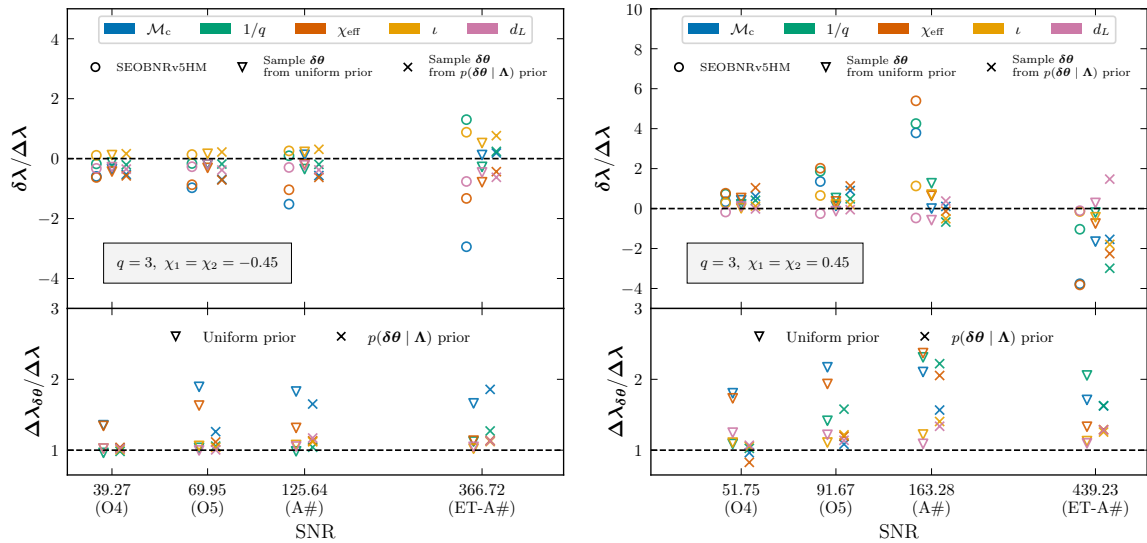 𝓜c 1/q χeff ι dL
SEOBNRv5HM Sample δθ from uniform prior Sample δθ from p(δθ | Λ) prior
4
2
0
−2
−4
δλ/Δλ
q = 3, χ1 = χ2 = −0.45
3
2
1
Δλδθ/Δλ
Uniform prior p(δθ | Λ) prior
39.27 69.95 125.64 366.72
(O4) (O5) (A#) (ET-A#)
SNR
𝓜c 1/q χeff ι dL
SEOBNRv5HM Sample δθ from uniform prior Sample δθ from p(δθ | Λ) prior
10
8
6
4
2
0
−2
−4
δλ/Δλ
q = 3, χ1 = χ2 = 0.45
3
2
1
Δλδθ/Δλ
Uniform prior p(δθ | Λ) prior
51.75 91.67 163.28 439.23
(O4) (O5) (A#) (ET-A#)
SNR